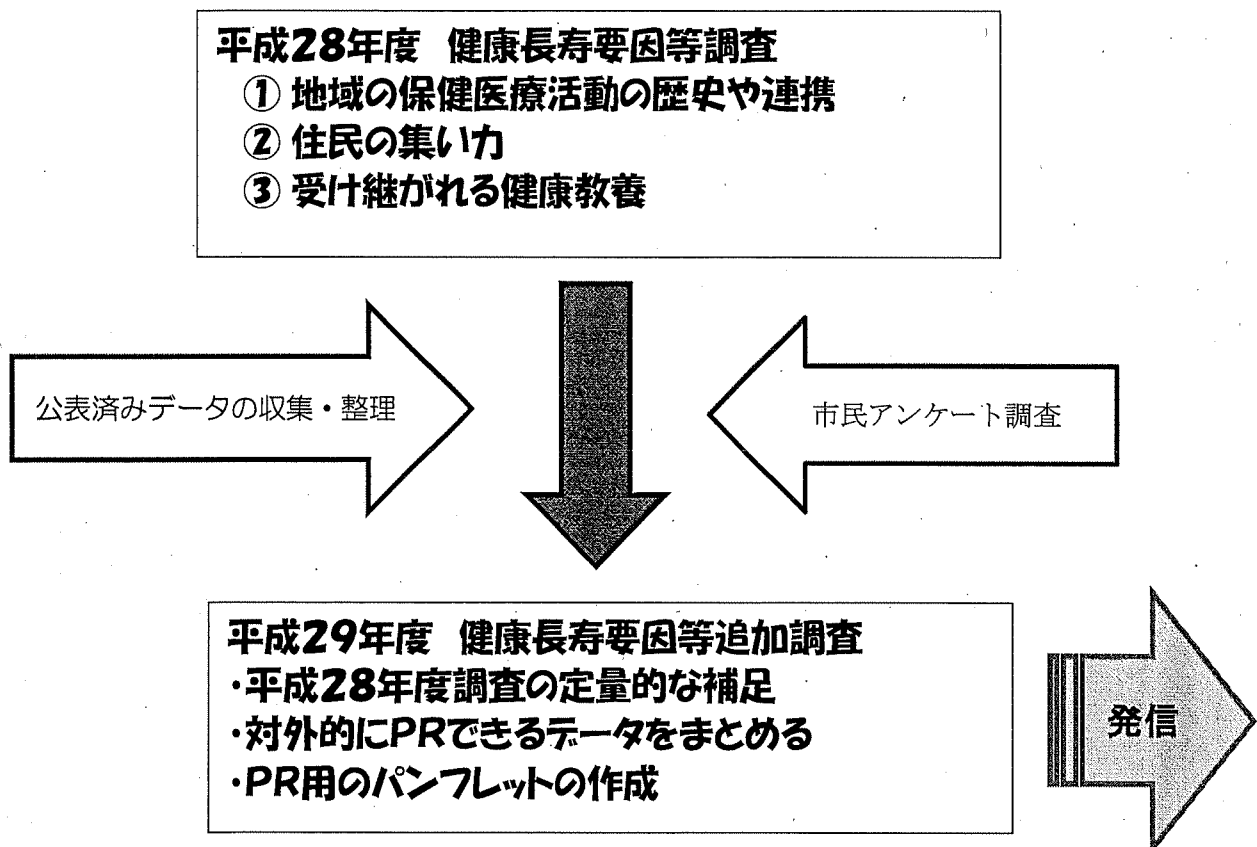 平成28年度 健康長寿要因等調査
① 地域の保健医療活動の歴史や連携
② 住民の集い力
③ 受け継がれる健康教養
公表済みデータの収集・整理
市民アンケート調査
平成29年度 健康長寿要因等追加調査
・平成28年度調査の定量的な補足
・対外的にPRできるデータをまとめる
・PR用のパンフレットの作成
発信